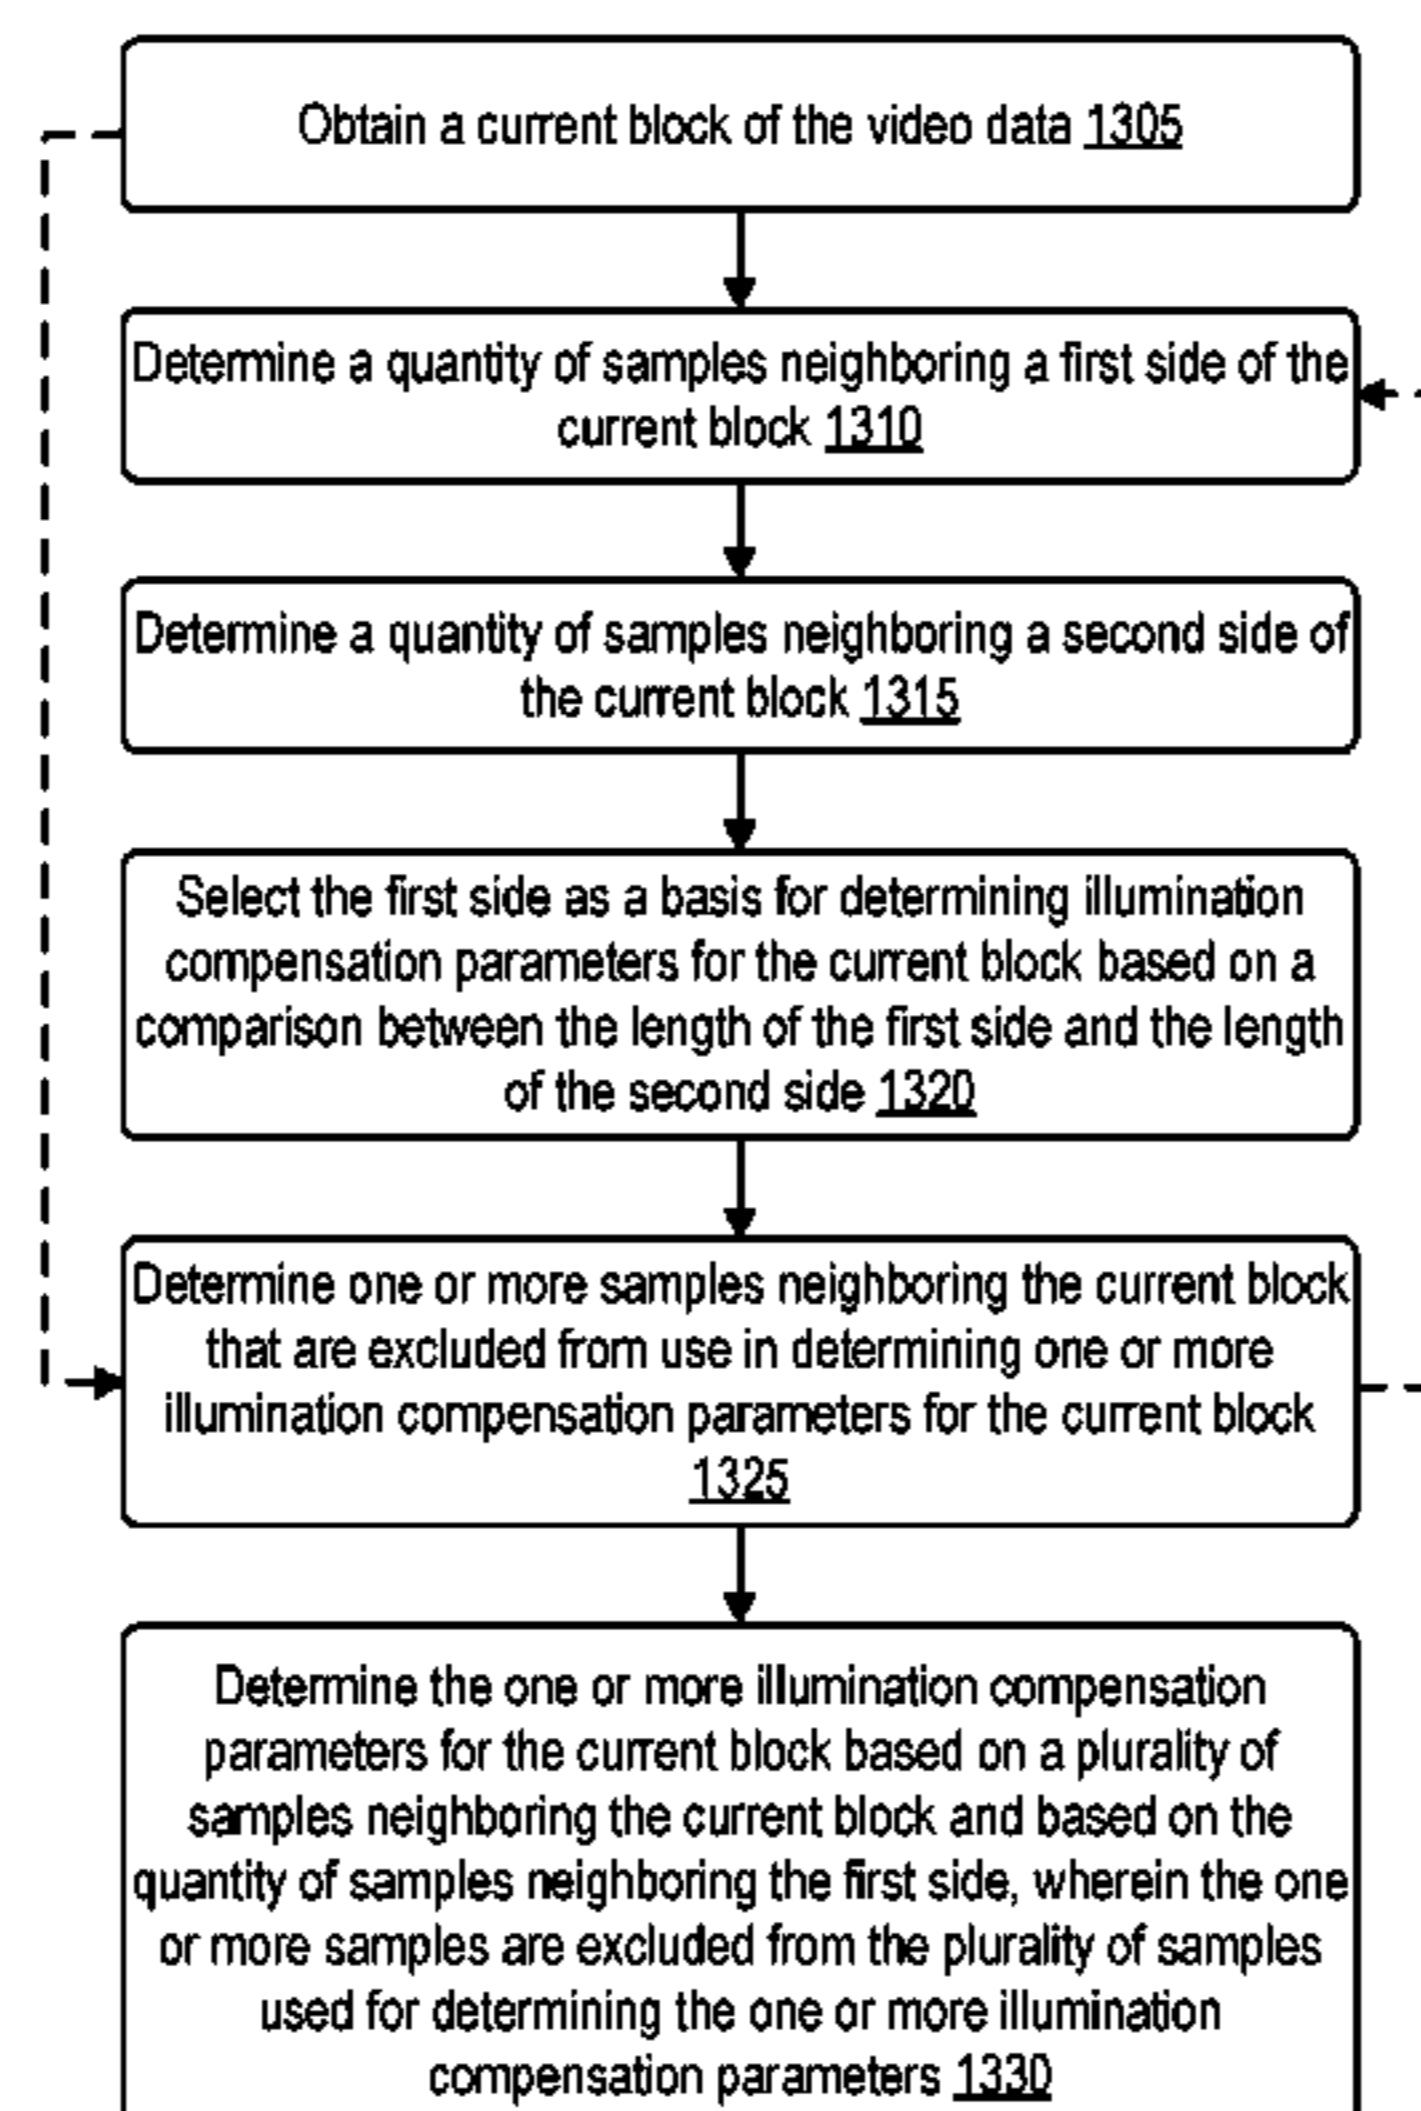 Obtain a current block of the video data 1305
Determine a quantity of samples neighboring a first side of the
current block 1310
Determine a quantity of samples neighboring a second side of
the current block 1315
Select the first side as a basis for determining illumination
compensation parameters for the current block based on a
comparison between the length of the first side and the length
of the second side 1320
Determine one or more samples neighboring the current block
that are excluded from use in determining one or more
illumination compensation parameters for the current block
1325
Determine the one or more illumination compensation
parameters for the current block based on a plurality of
samples neighboring the current block and based on the
quantity of samples neighboring the first side, wherein the one
or more samples are excluded from the plurality of samples
used for determining the one or more illumination
compensation parameters 1330